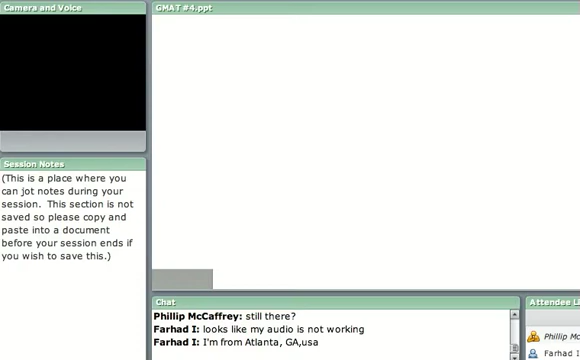 Camera and Voice
GMAT #4.ppt
Session Notes
(This is a place where you
can jot notes during your
session. This section is not
saved so please copy and
paste into a document
before your session ends if
you wish to save this.)
Chat
Phillip McCaffrey: still there?
Farhad I: looks like my audio is not working
Farhad I: I'm from Atlanta, GA,usa
Attendee Li
Phillip Mc
Farhad I